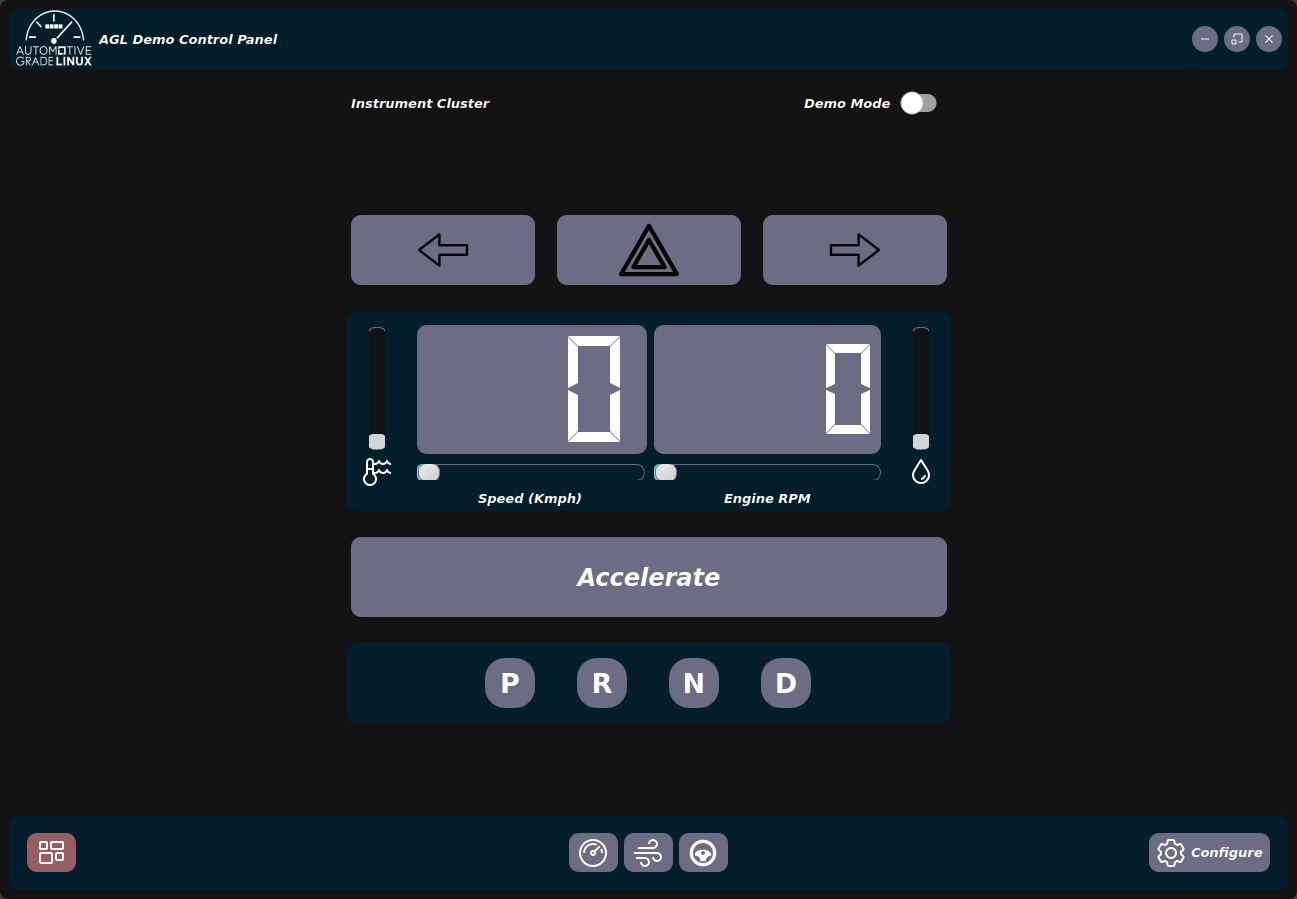 AUTOMOTIVE
GRADE LINUX
AGL Demo Control Panel
Instrument Cluster
Demo Mode
0
0
Speed (Kmph)
Engine RPM
Accelerate
P
R
N
D
Configure